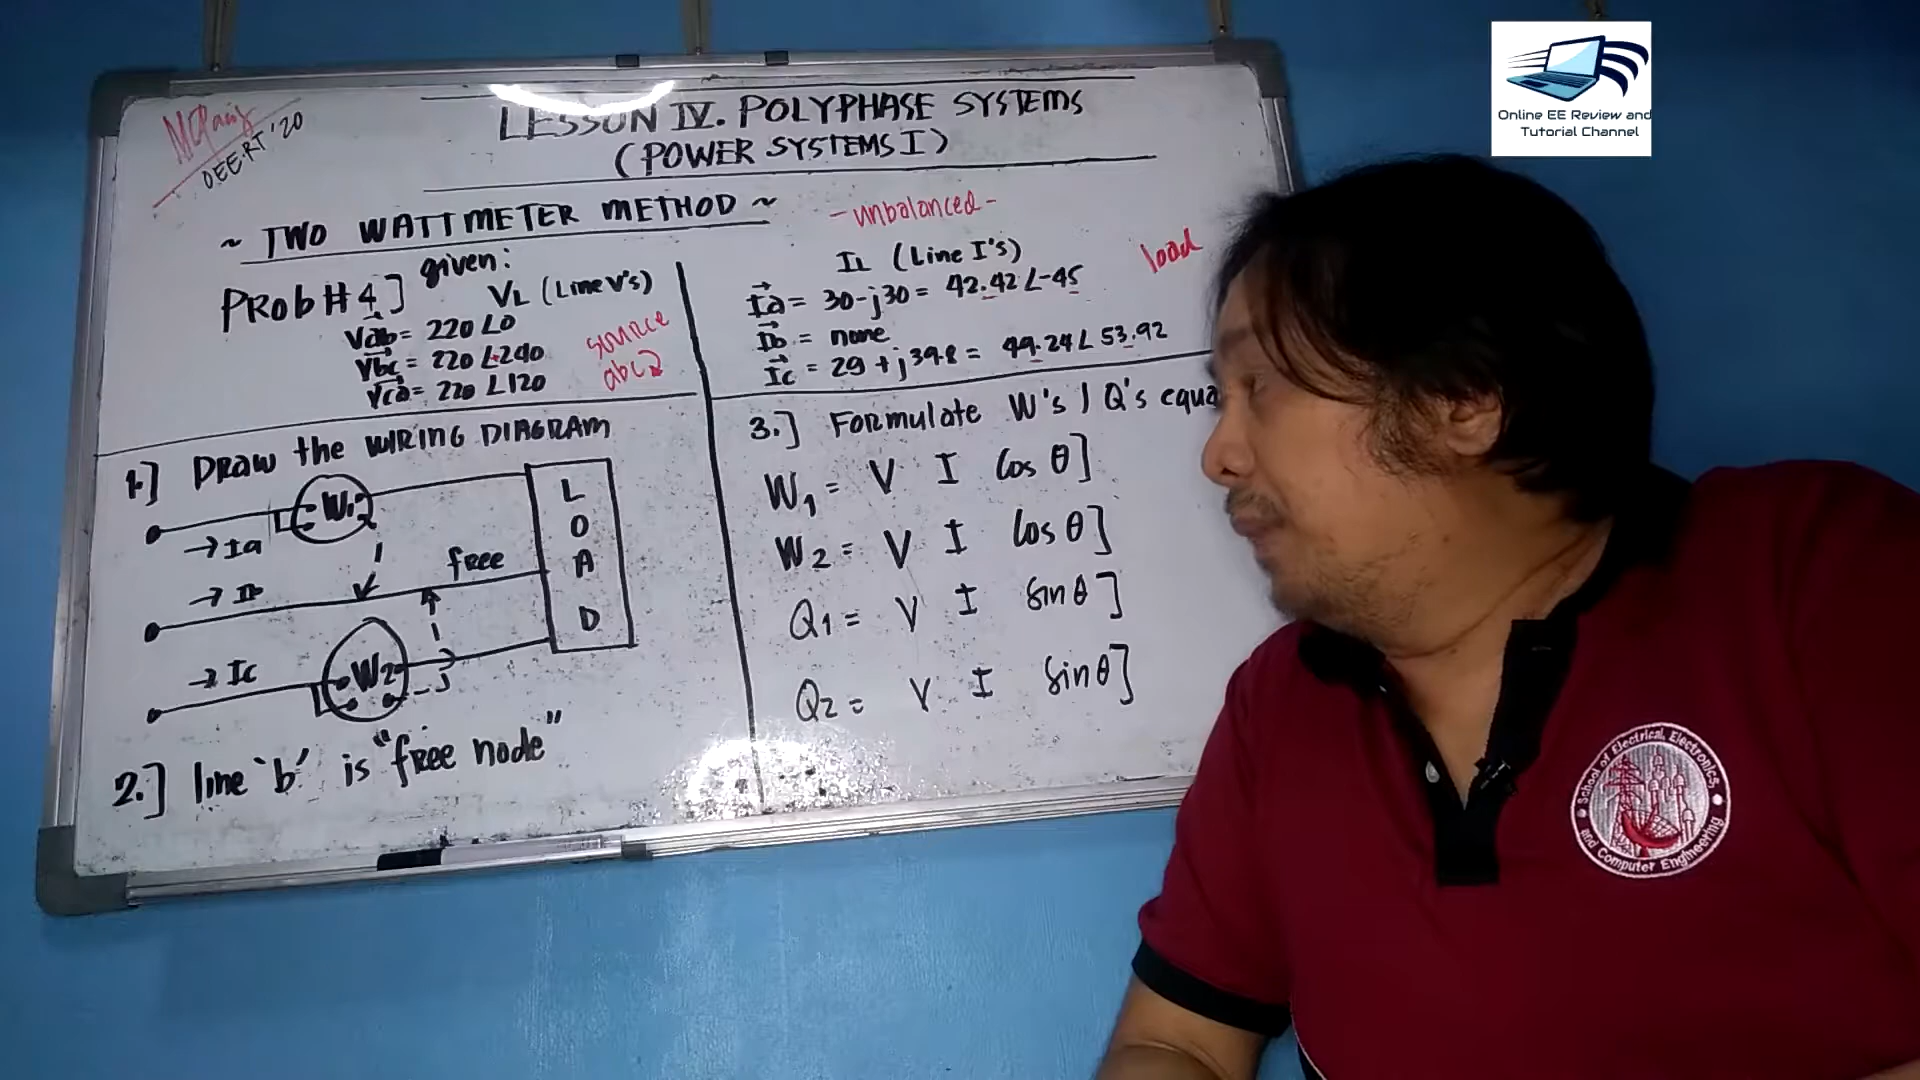 Online EE Review and
Tutorial Channel
OEERT '20
LESSON IV. POLYPHASE SYSTEMS
(POWER SYSTEMS I)
~ TWO WATTMETER METHOD ~
- unbalanced -
PROB#4] given:
VL (Line V's)
Vab = 220 ∠0
Vbc = 220 ∠240
Vca = 220 ∠120
source
abc
IL (Line I's)
load
Ia = 30-j30 = 42.42 ∠-45
Ib = none
Ic = 29 + j39.8 = 49.24 ∠ 53.92
1.] DRAW the WIRING DIAGRAM
W1
→ Ia
→ Ib
free
→ Ic
W2
LOAD
2.] line 'b' is "free node"
3.] FORMULATE W's / Q's equa
W1 = V I Cos θ]
W2 = V I Cos θ]
Q1 = V I Sin θ]
Q2 = V I Sin θ]
School of Electrical, Electronics,
and Computer Engineering